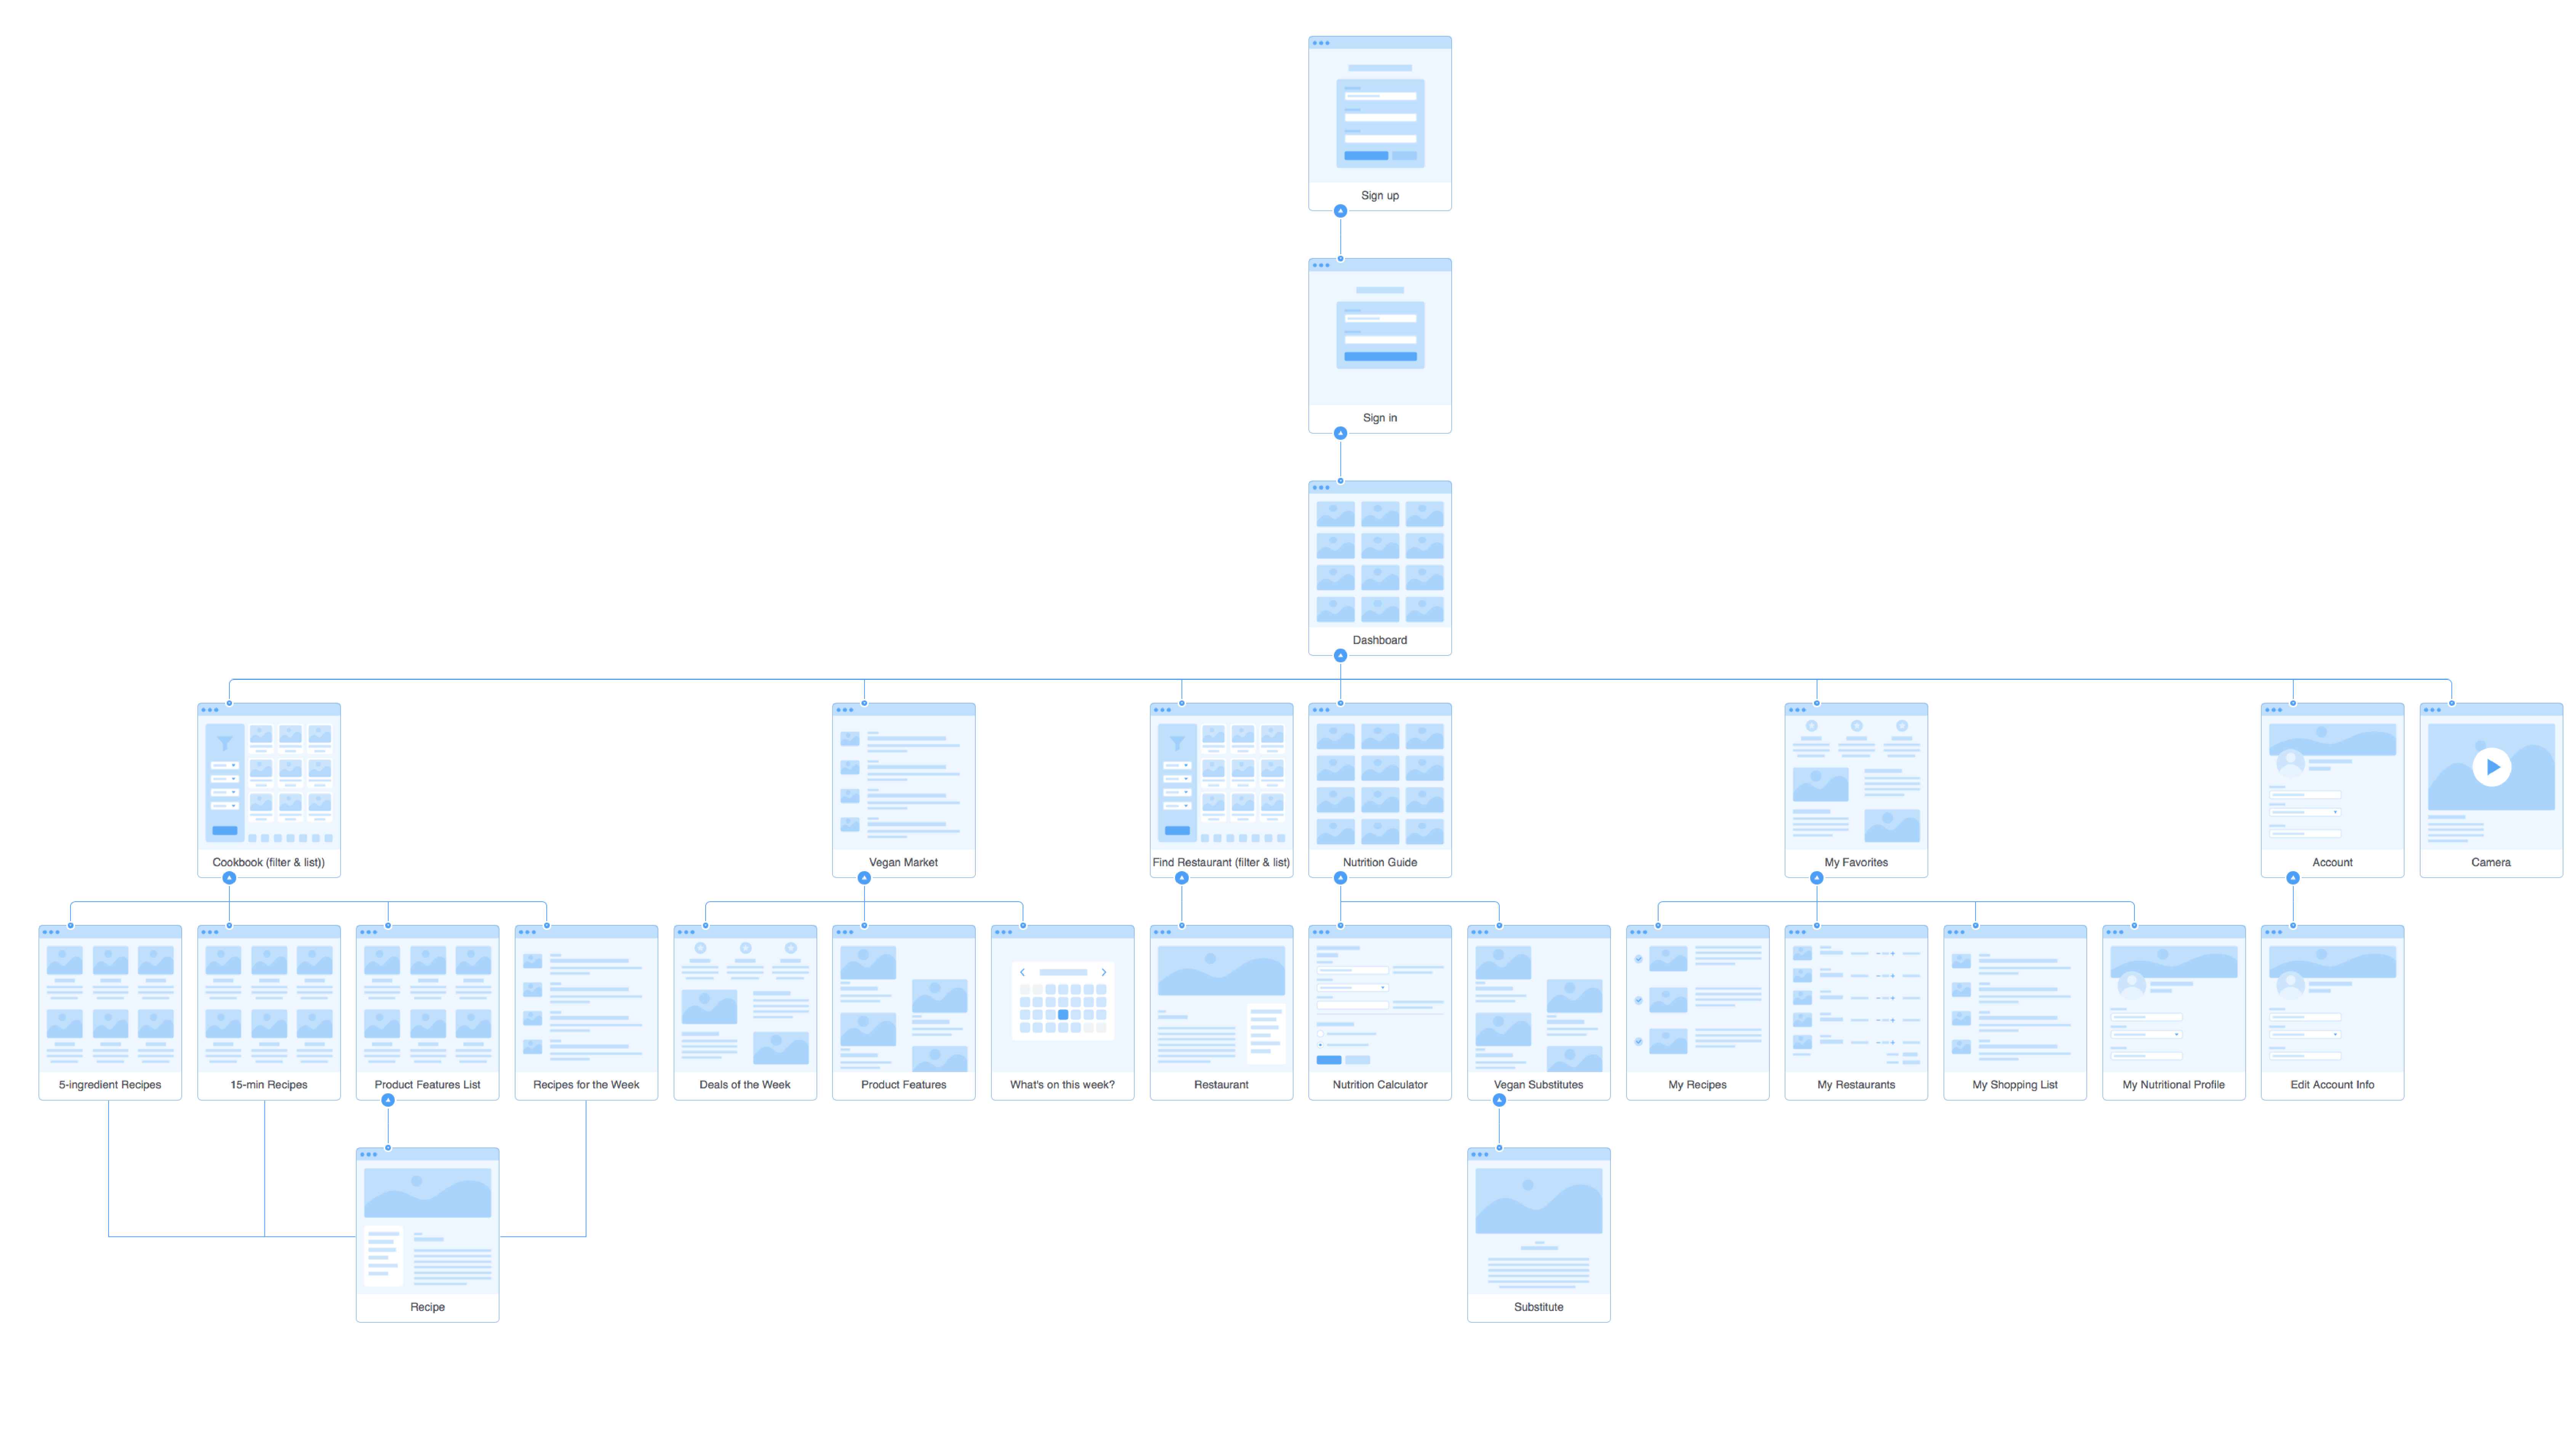 Sign up
Sign in
Dashboard
Cookbook (filter & list))
Vegan Market
Find Restaurant (filter & list)
Nutrition Guide
My Favorites
Account
Camera
5-ingredient Recipes
15-min Recipes
Product Features List
Recipes for the Week
Deals of the Week
Product Features
What's on this week?
Restaurant
Nutrition Calculator
Vegan Substitutes
My Recipes
My Restaurants
My Shopping List
My Nutritional Profile
Edit Account Info
Recipe
Substitute